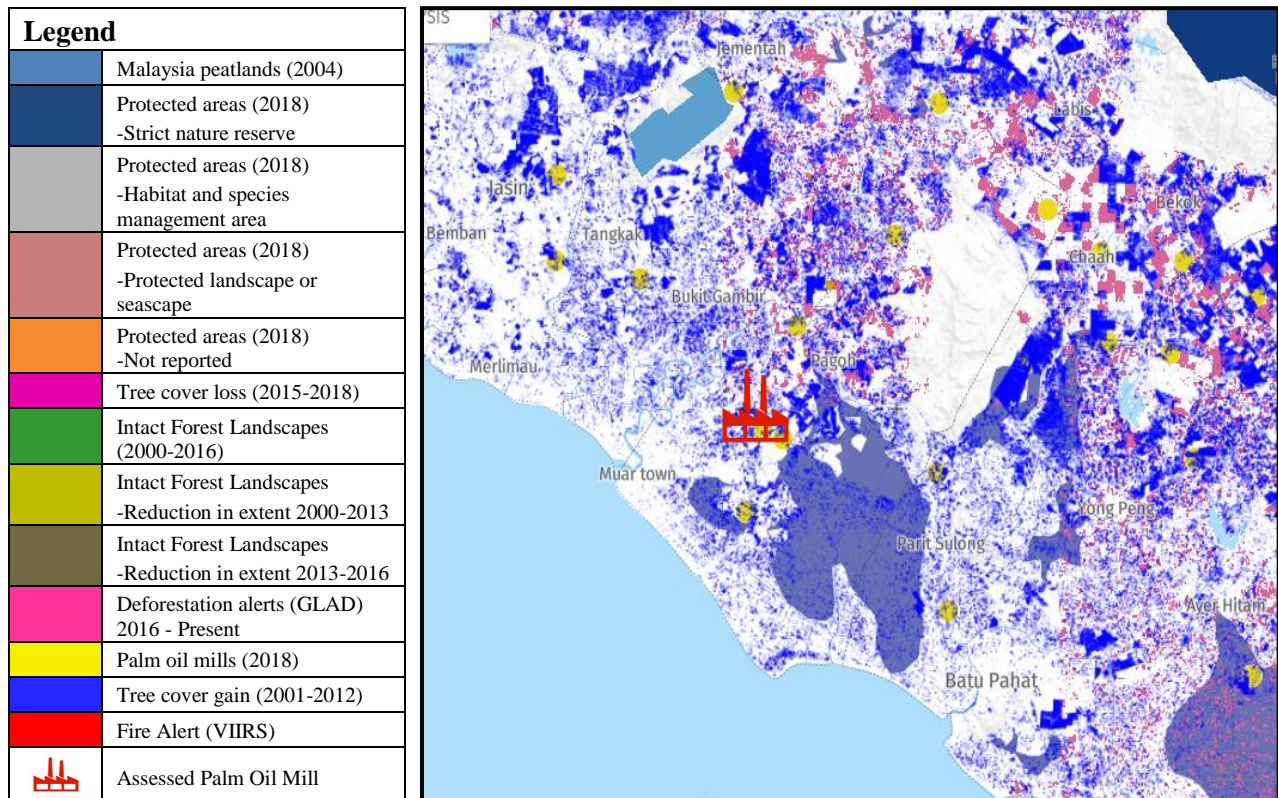 Legend
Malaysia peatlands (2004)
Protected areas (2018)
-Strict nature reserve
Protected areas (2018)
-Habitat and species
management area
Protected areas (2018)
-Protected landscape or
seascape
Protected areas (2018)
-Not reported
Tree cover loss (2015-2018)
Intact Forest Landscapes
(2000-2016)
Intact Forest Landscapes
-Reduction in extent 2000-2013
Intact Forest Landscapes
-Reduction in extent 2013-2016
Deforestation alerts (GLAD)
2016 - Present
Palm oil mills (2018)
Tree cover gain (2001-2012)
Fire Alert (VIIRS)
Assessed Palm Oil Mill
SIS
Jementah
Labis
Jasin
Bekok
Bemban
Tangkak
Chaah
Bukit Gambir
Merlimau
Pagoh
Muar town
Yong Peng
Parit Sulong
Ayer Hitam
Batu Pahat